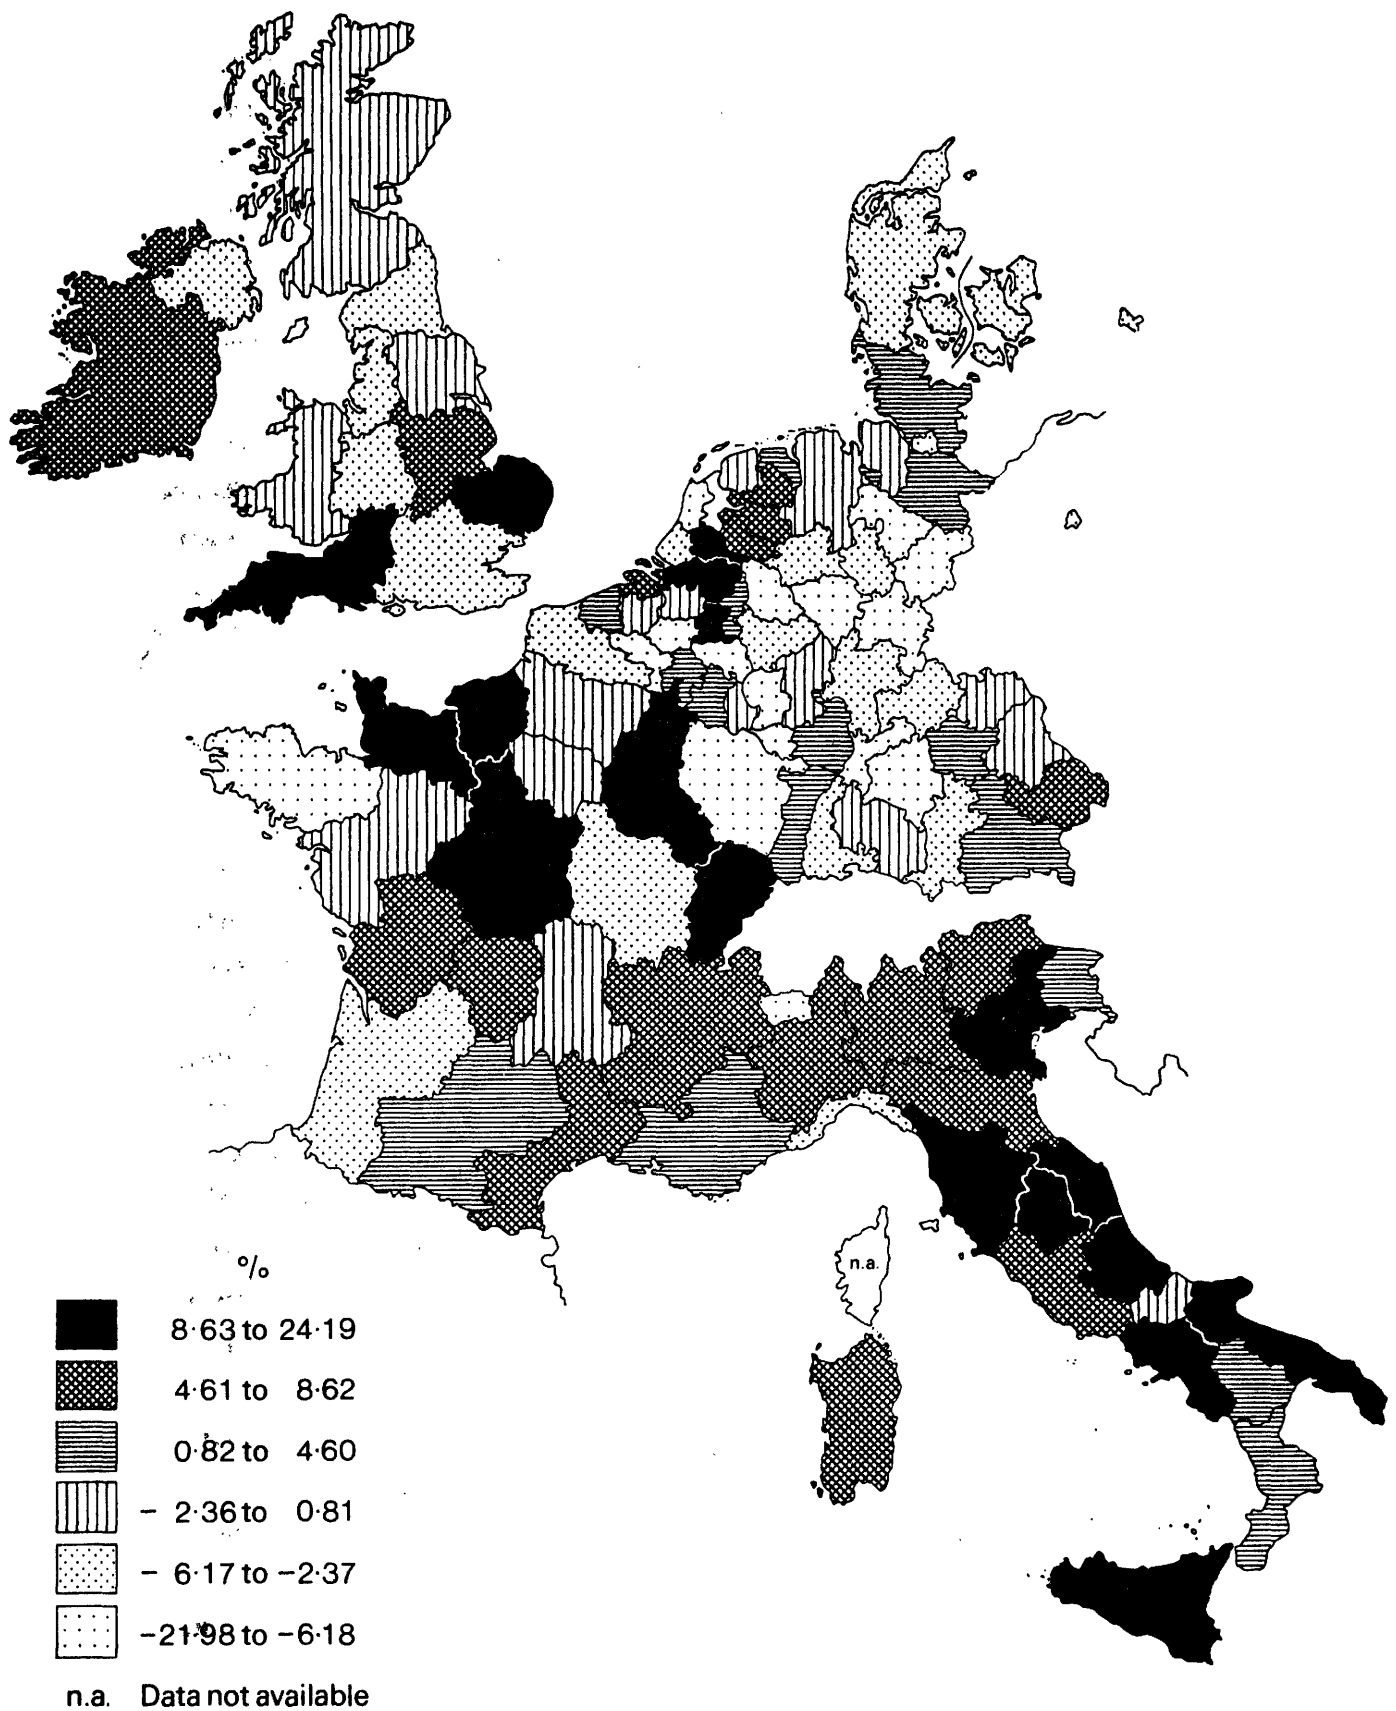 n.a.
%
8·63 to 24·19
4·61 to 8·62
0·82 to 4·60
– 2·36 to 0·81
– 6·17 to –2·37
–21·98 to –6·18
n.a. Data not available